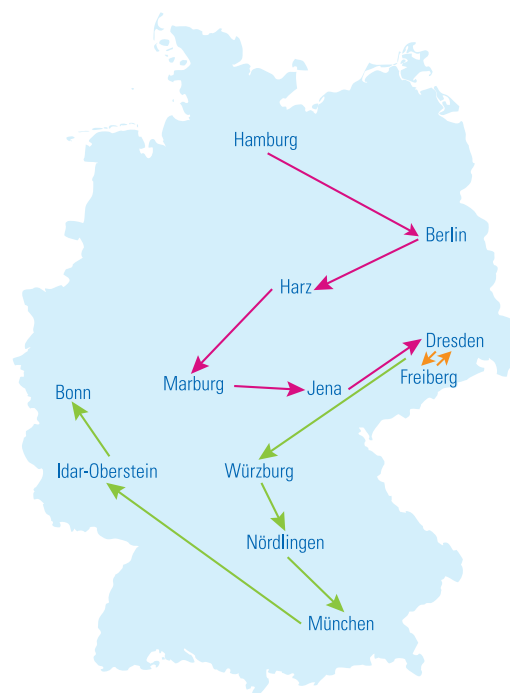 Hamburg
Berlin
Harz
Dresden
Marburg
Jena
Freiberg
Bonn
Idar-Oberstein
Würzburg
Nördlingen
München